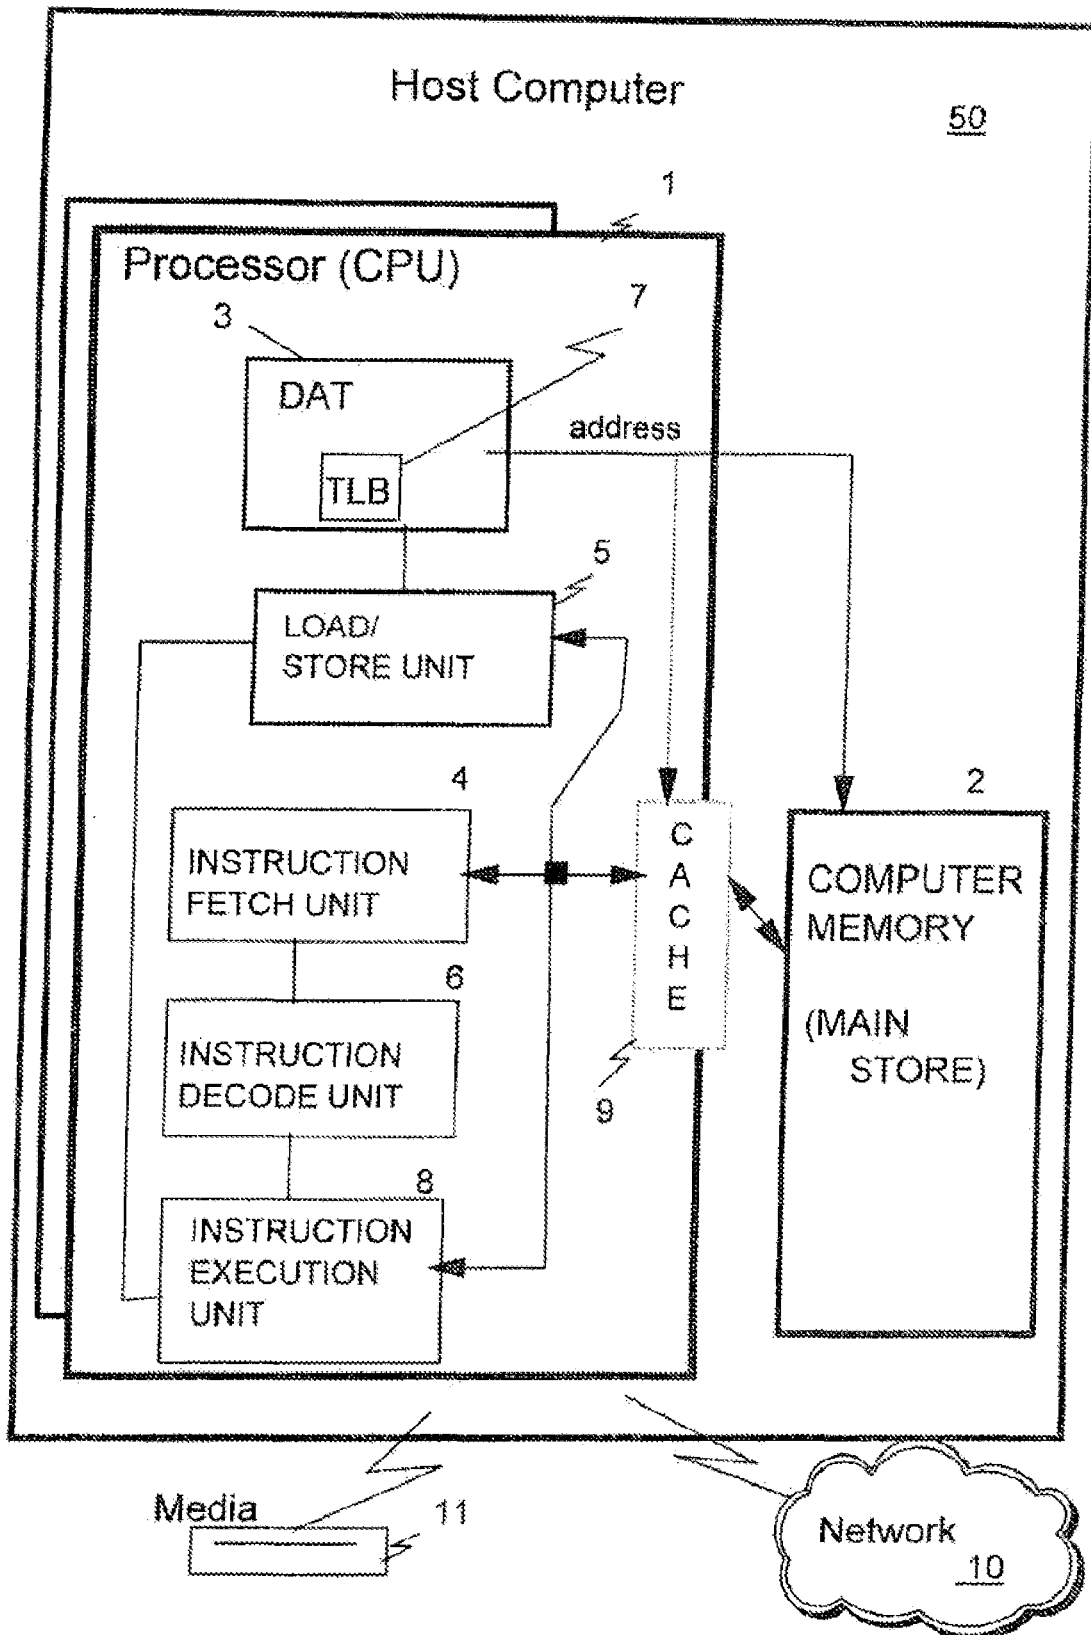 Host Computer
50
1
Processor (CPU)
3
7
DAT
address
TLB
5
LOAD/
STORE UNIT
4
2
INSTRUCTION
FETCH UNIT
C
A
C
H
E
COMPUTER
MEMORY
(MAIN
STORE)
6
INSTRUCTION
DECODE UNIT
9
8
INSTRUCTION
EXECUTION
UNIT
Media
11
Network
10